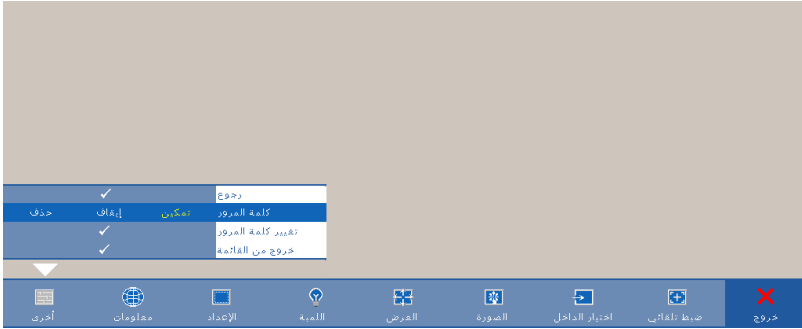 رجوع
كلمة المرور تمكين إيقاف حذف
تغيير كلمة المرور
خروج من القائمة
خروج ضبط تلقائي اختيار الداخل الصورة العرض اللمبة الإعداد معلومات أخرى